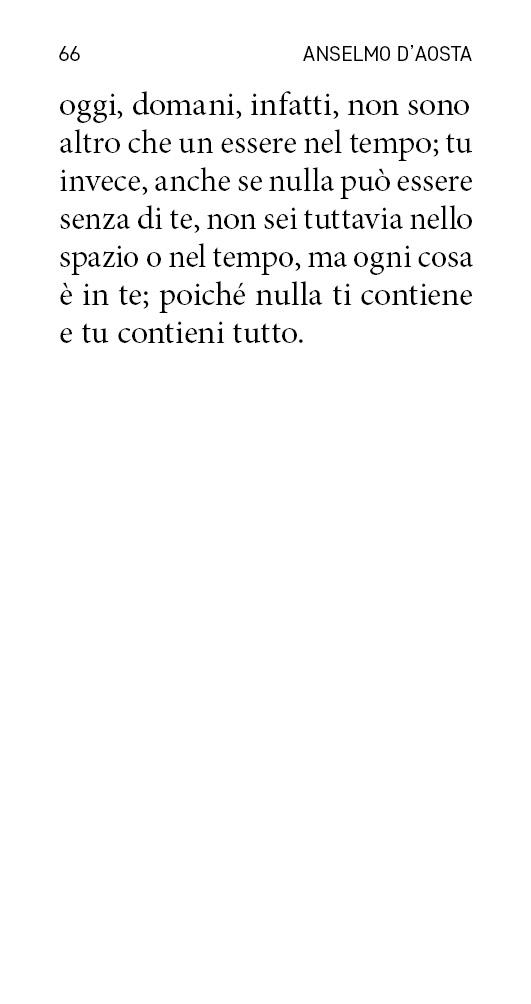 66 ANSELMO D'AOSTA
oggi, domani, infatti, non sono
altro che un essere nel tempo; tu
invece, anche se nulla può essere
senza di te, non sei tuttavia nello
spazio o nel tempo, ma ogni cosa
è in te; poiché nulla ti contiene
e tu contieni tutto.